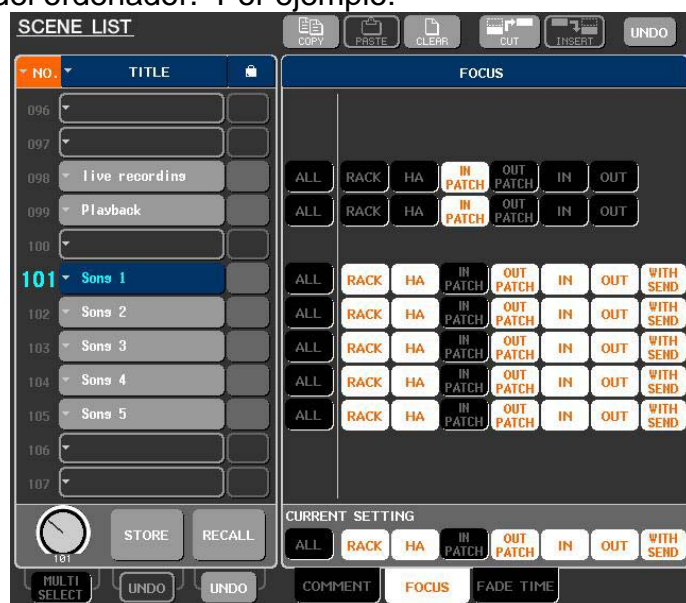 del ordenador. Por ejemplo:
SCENE LIST COPY PASTE CLEAR CUT INSERT UNDO
NO. TITLE FOCUS
096
097
098 live recording ALL RACK HA IN PATCH OUT PATCH IN OUT
099 Playback ALL RACK HA IN PATCH OUT PATCH IN OUT
100
101 Song 1 ALL RACK HA IN PATCH OUT PATCH IN OUT WITH SEND
102 Song 2 ALL RACK HA IN PATCH OUT PATCH IN OUT WITH SEND
103 Song 3 ALL RACK HA IN PATCH OUT PATCH IN OUT WITH SEND
104 Song 4 ALL RACK HA IN PATCH OUT PATCH IN OUT WITH SEND
105 Song 5 ALL RACK HA IN PATCH OUT PATCH IN OUT WITH SEND
106
107
CURRENT SETTING
101 STORE RECALL ALL RACK HA IN PATCH OUT PATCH IN OUT WITH SEND
MULTI SELECT UNDO UNDO COMMENT FOCUS FADE TIME